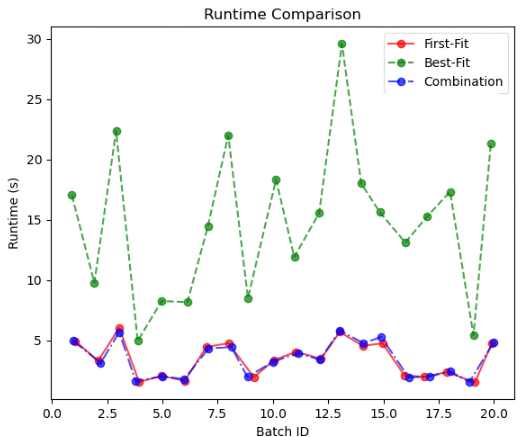 Runtime Comparison
First-Fit
Best-Fit
Combination
Runtime (s)
30
25
20
15
10
5
0.0 2.5 5.0 7.5 10.0 12.5 15.0 17.5 20.0
Batch ID